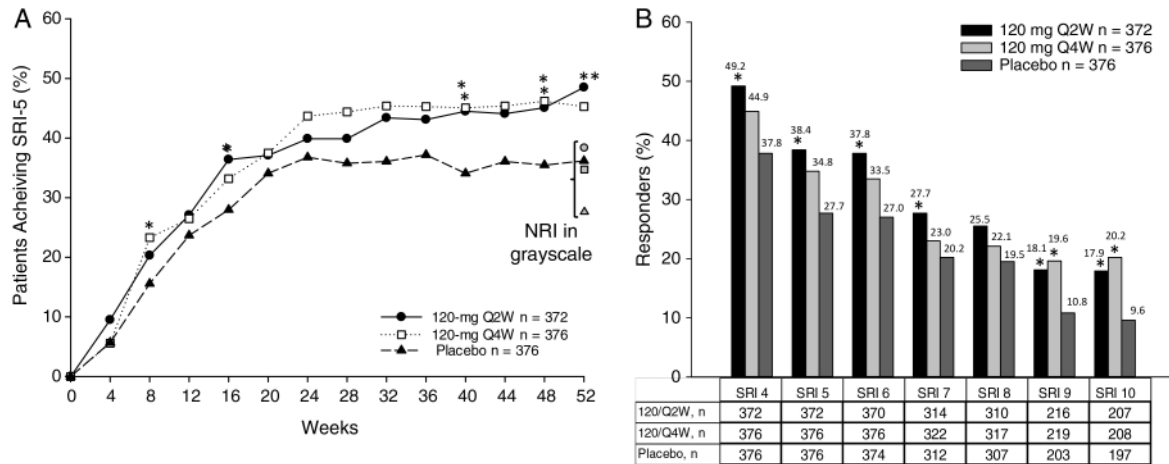 A
Patients Acheiving SRI-5 (%)
60
50
40
30
20
10
0
* * * * * * * **
NRI in
grayscale
120-mg Q2W n = 372
120-mg Q4W n = 376
Placebo n = 376
0 4 8 12 16 20 24 28 32 36 40 44 48 52
Weeks
B
Responders (%)
60
50
40
30
20
10
0
120 mg Q2W n = 372
120 mg Q4W n = 376
Placebo n = 376
49.2 * 44.9 37.8
38.4 * 34.8 27.7
37.8 * 33.5 27.0
27.7 * 23.0 20.2
25.5 22.1 19.5
18.1 * 19.6 * 10.8
17.9 * 20.2 * 9.6
SRI 4 SRI 5 SRI 6 SRI 7 SRI 8 SRI 9 SRI 10
120/Q2W, n 372 372 370 314 310 216 207
120/Q4W, n 376 376 376 322 317 219 208
Placebo, n 376 376 374 312 307 203 197